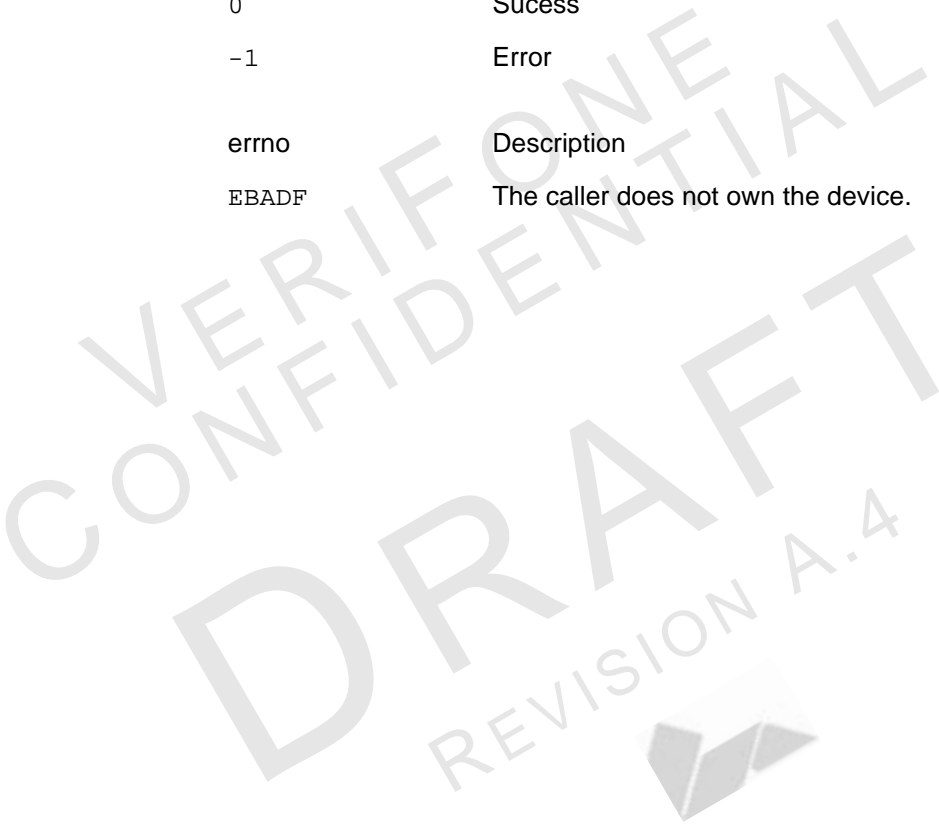 0 Sucess
-1 Error
errno Description
EBADF The caller does not own the device.
VERIFONE
CONFIDENTIAL
DRAFT
REVISION A.4